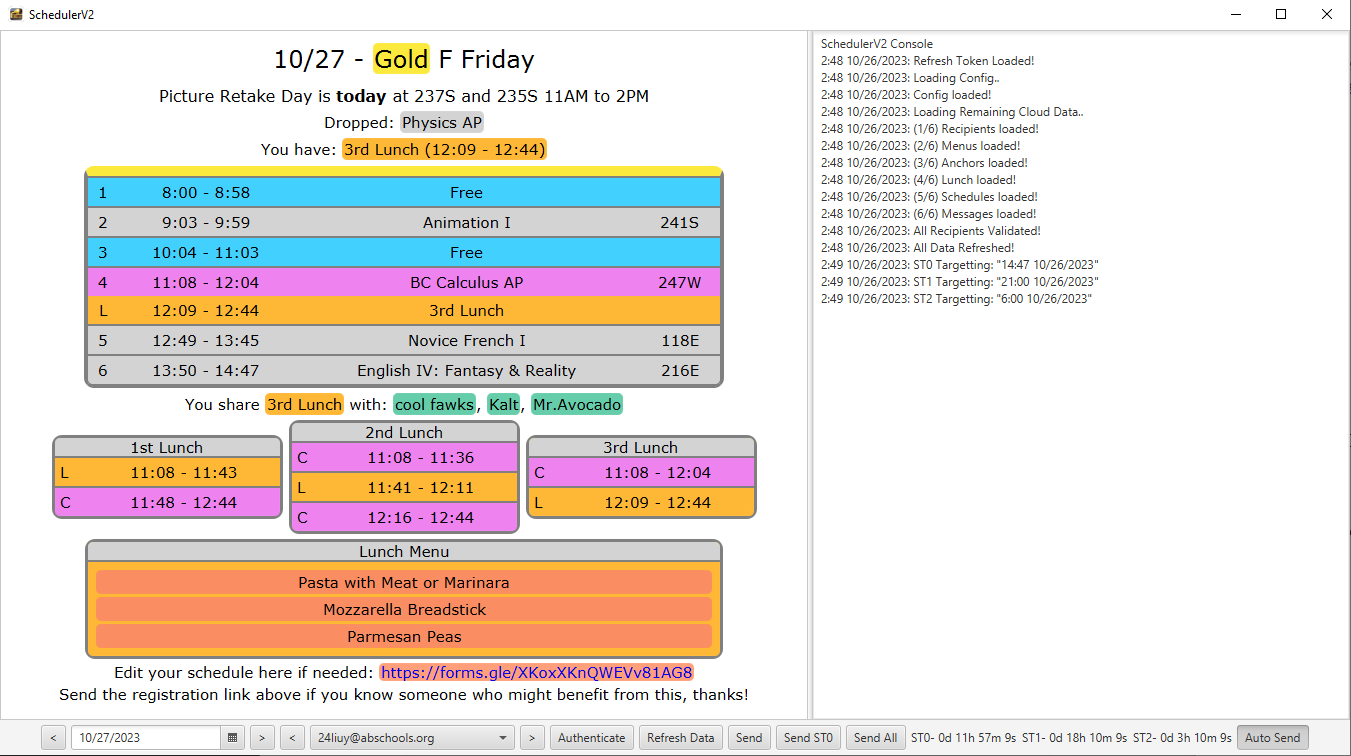 SchedulerV2
10/27 - Gold F Friday
Picture Retake Day is today at 237S and 235S 11AM to 2PM
Dropped: Physics AP
You have: 3rd Lunch (12:09 - 12:44)
1 8:00 - 8:58 Free
2 9:03 - 9:59 Animation I 241S
3 10:04 - 11:03 Free
4 11:08 - 12:04 BC Calculus AP 247W
L 12:09 - 12:44 3rd Lunch
5 12:49 - 13:45 Novice French I 118E
6 13:50 - 14:47 English IV: Fantasy & Reality 216E
You share 3rd Lunch with: cool fawks, Kalt, Mr.Avocado
1st Lunch
L 11:08 - 11:43
C 11:48 - 12:44
2nd Lunch
C 11:08 - 11:36
L 11:41 - 12:11
C 12:16 - 12:44
3rd Lunch
C 11:08 - 12:04
L 12:09 - 12:44
Lunch Menu
Pasta with Meat or Marinara
Mozzarella Breadstick
Parmesan Peas
Edit your schedule here if needed: https://forms.gle/XKoxXKnQWEVv81AG8
Send the registration link above if you know someone who might benefit from this, thanks!
SchedulerV2 Console
2:48 10/26/2023: Refresh Token Loaded!
2:48 10/26/2023: Loading Config..
2:48 10/26/2023: Config loaded!
2:48 10/26/2023: Loading Remaining Cloud Data..
2:48 10/26/2023: (1/6) Recipients loaded!
2:48 10/26/2023: (2/6) Menus loaded!
2:48 10/26/2023: (3/6) Anchors loaded!
2:48 10/26/2023: (4/6) Lunch loaded!
2:48 10/26/2023: (5/6) Schedules loaded!
2:48 10/26/2023: (6/6) Messages loaded!
2:48 10/26/2023: All Recipients Validated!
2:48 10/26/2023: All Data Refreshed!
2:49 10/26/2023: ST0 Targetting: "14:47 10/26/2023"
2:49 10/26/2023: ST1 Targetting: "21:00 10/26/2023"
2:49 10/26/2023: ST2 Targetting: "6:00 10/26/2023"
< 10/27/2023 > < 24liuy@abschools.org > Authenticate Refresh Data Send Send ST0 Send All ST0- 0d 11h 57m 9s ST1- 0d 18h 10m 9s ST2- 0d 3h 10m 9s Auto Send